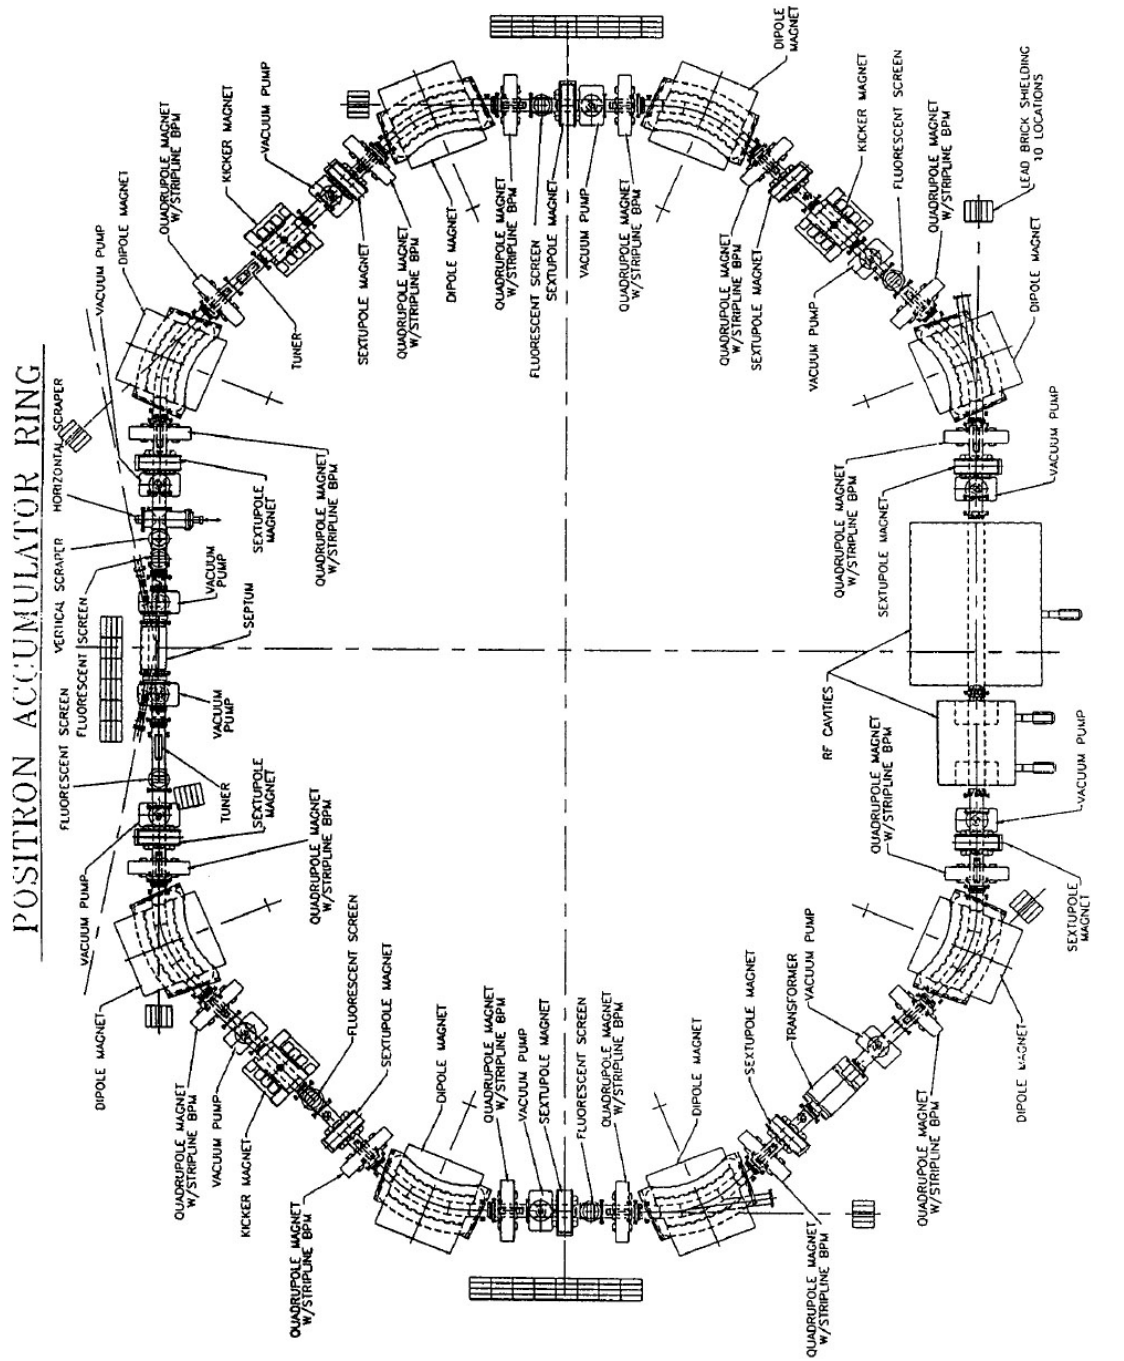 POSITRON ACCUMULATOR RING
FLUORESCENT SCREEN
VERTICAL SCRAPER
HORIZONTAL SCRAPER
FLUORESCENT SCREEN
VACUUM PUMP
VACUUM PUMP
DIPOLE MAGNET
DIPOLE MAGNET
QUADRUPOLE MAGNET
W/STRIPLINE BPM
QUADRUPOLE MAGNET
W/STRIPLINE BPM
VACUUM PUMP
VACUUM
PUMP
VACUUM
PUMP
TUNER
KICKER MAGNET
KICKER MAGNET
SEPTUM
SEXTUPOLE
MAGNET
SEXTUPOLE
MAGNET
VACUUM PUMP
QUADRUPOLE MAGNET
W/STRIPLINE BPM
QUADRUPOLE MAGNET
W/STRIPLINE BPM
QUADRUPOLE MAGNET
W/STRIPLINE BPM
TUNER
FLUORESCENT SCREEN
SEXTUPOLE MAGNET
SEXTUPOLE MAGNET
QUADRUPOLE MAGNET
W/STRIPLINE BPM
DIPOLE MAGNET
DIPOLE MAGNET
QUADRUPOLE MAGNET
W/STRIPLINE BPM
QUADRUPOLE MAGNET
W/STRIPLINE BPM
VACUUM PUMP
FLUORESCENT SCREEN
SEXTUPOLE MAGNET
SEXTUPOLE MAGNET
FLUORESCENT SCREEN
VACUUM PUMP
QUADRUPOLE MAGNET
W/STRIPLINE BPM
QUADRUPOLE MAGNET
W/STRIPLINE BPM
DIPOLE MAGNET
DIPOLE
MAGNET
QUADRUPOLE MAGNET
W/STRIPLINE BPM
SEXTUPOLE MAGNET
SEXTUPOLE MAGNET
TRANSFORMER
VACUUM PUMP
VACUUM PUMP
QUADRUPOLE MAGNET
W/STRIPLINE BPM
RF CAVITIES
QUADRUPOLE MAGNET
W/STRIPLINE BPM
KICKER MAGNET
QUADRUPOLE MAGNET
W/STRIPLINE BPM
SEXTUPOLE MAGNET
FLUORESCENT SCREEN
QUADRUPOLE MAGNET
W/STRIPLINE BPM
QUADRUPOLE MAGNET
W/STRIPLINE BPM
DIPOLE MAGNET
DIPOLE MAGNET
LEAD BRICK SHIELDING
10 LOCATIONS
VACUUM PUMP
SEXTUPOLE
MAGNET
VACUUM PUMP